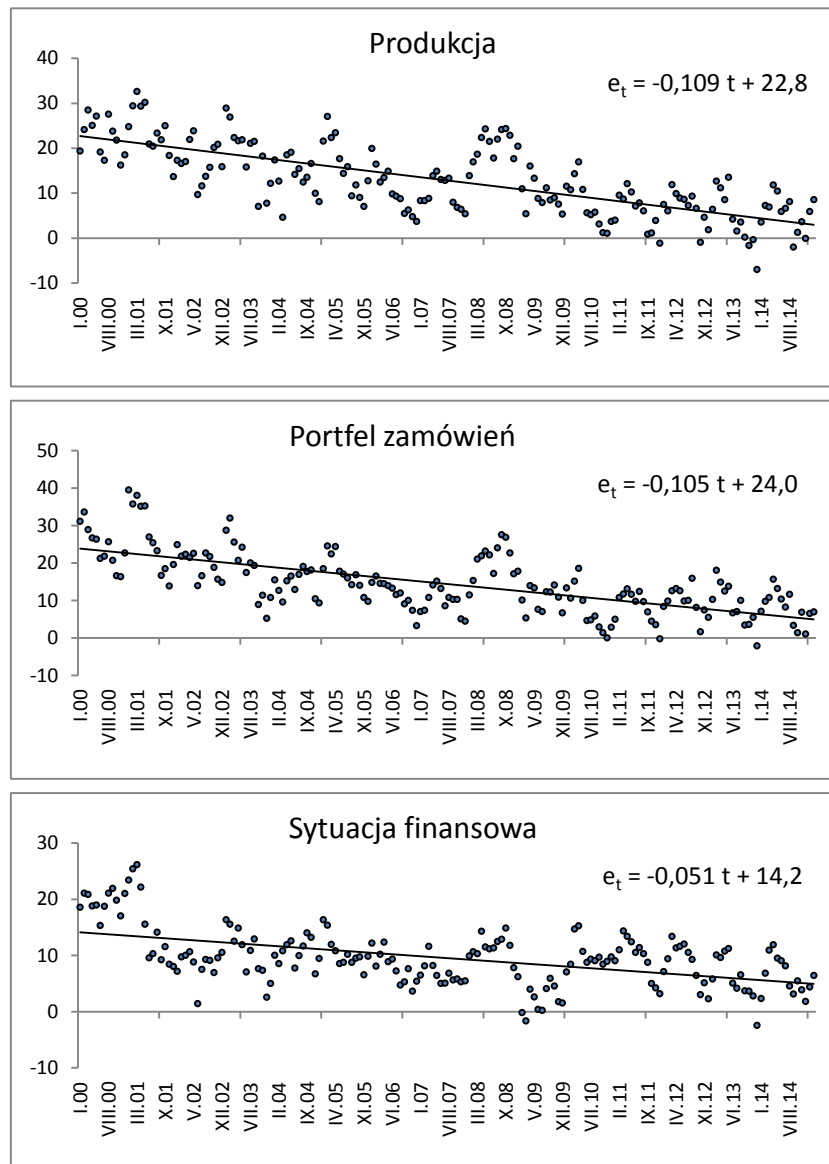 Produkcja
e_t = -0,109 t + 22,8
40
30
20
10
0
-10
I.00 VIII.00 III.01 X.01 V.02 XII.02 VII.03 II.04 IX.04 IV.05 XI.05 VI.06 I.07 VIII.07 III.08 X.08 V.09 XII.09 VII.10 II.11 IX.11 IV.12 XI.12 VI.13 I.14 VIII.14
Portfel zamówień
e_t = -0,105 t + 24,0
50
40
30
20
10
0
-10
I.00 VIII.00 III.01 X.01 V.02 XII.02 VII.03 II.04 IX.04 IV.05 XI.05 VI.06 I.07 VIII.07 III.08 X.08 V.09 XII.09 VII.10 II.11 IX.11 IV.12 XI.12 VI.13 I.14 VIII.14
Sytuacja finansowa
e_t = -0,051 t + 14,2
30
20
10
0
-10
I.00 VIII.00 III.01 X.01 V.02 XII.02 VII.03 II.04 IX.04 IV.05 XI.05 VI.06 I.07 VIII.07 III.08 X.08 V.09 XII.09 VII.10 II.11 IX.11 IV.12 XI.12 VI.13 I.14 VIII.14